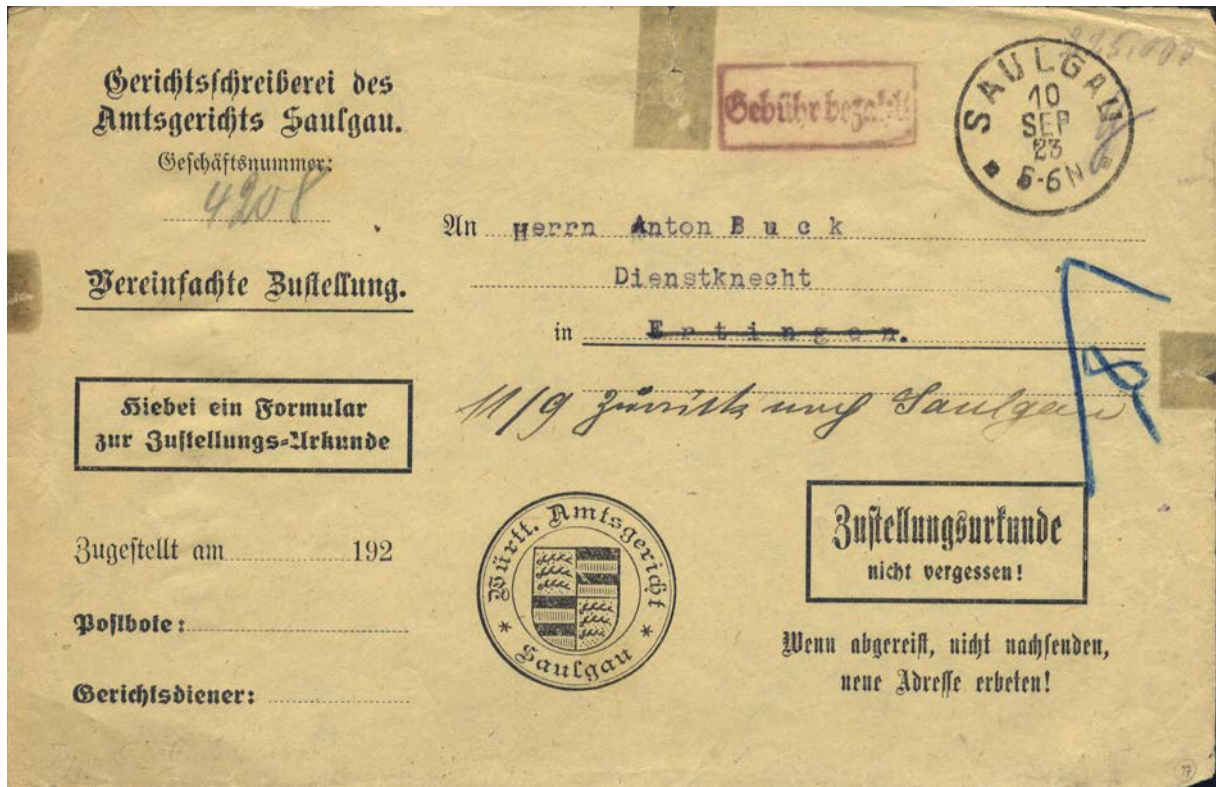 Gerichtsschreiberei des
Amtsgerichts Saulgau.
Geschäftsnummer:
4208
Vereinfachte Zustellung.
Hiebei ein Formular
zur Zustellungs-Urkunde
Zugestellt am 192
Postbote:
Gerichtsdiener:
Gebühr bezahlt
SAULGAU
10
SEP
23
5-6N
An Herrn Anton Buck
Dienstknecht
in Ertingen.
11/9 Zurück nach Saulgau
Württ. Amtsgericht
Saulgau
Zustellungsurkunde
nicht vergessen!
Wenn abgereist, nicht nachsenden,
neue Adresse erbeten!